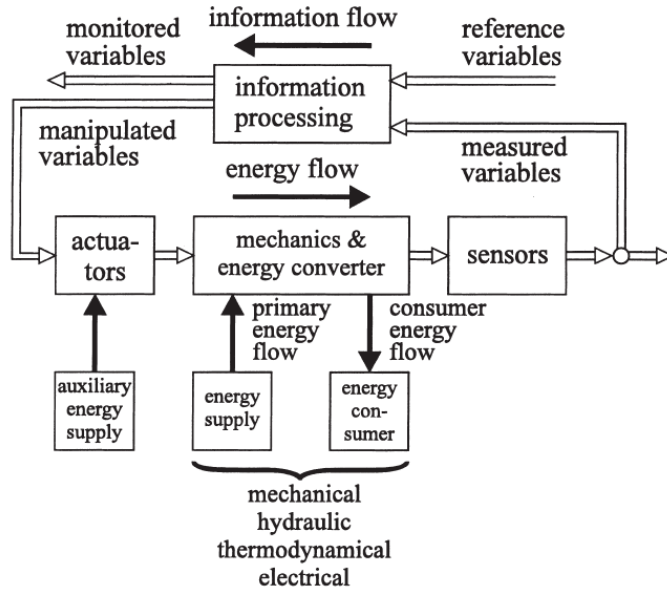 information flow
monitored
variables
reference
variables
information
processing
manipulated
variables
measured
variables
energy flow
actua-
tors
mechanics &
energy converter
sensors
primary
energy
flow
consumer
energy
flow
auxiliary
energy
supply
energy
supply
energy
con-
sumer
mechanical
hydraulic
thermodynamical
electrical